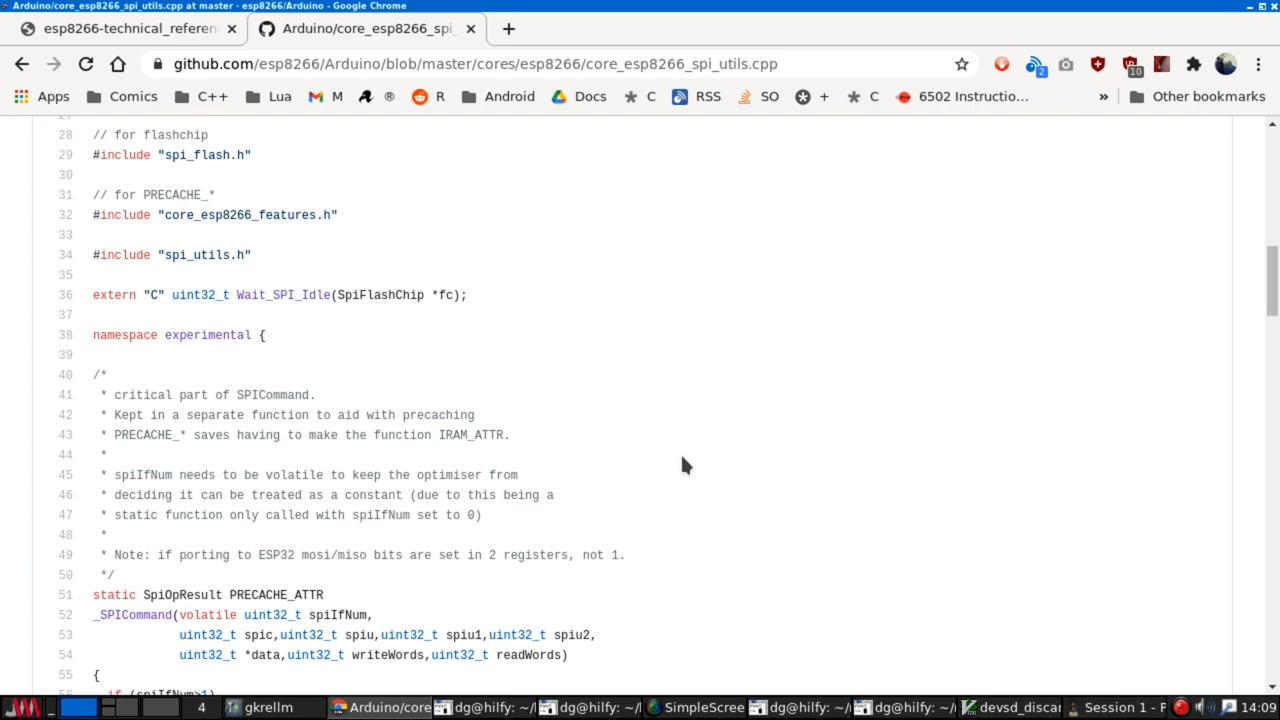 Arduino/core_esp8266_spi_utils.cpp at master · esp8266/Arduino - Google Chrome
esp8266-technical_referen
Arduino/core_esp8266_spi_
github.com/esp8266/Arduino/blob/master/cores/esp8266/core_esp8266_spi_utils.cpp
2
10
Apps Comics C++ Lua M ® R Android Docs C RSS SO + C 6502 Instructio… » Other bookmarks
27
28 // for flashchip
29 #include "spi_flash.h"
30
31 // for PRECACHE_*
32 #include "core_esp8266_features.h"
33
34 #include "spi_utils.h"
35
36 extern "C" uint32_t Wait_SPI_Idle(SpiFlashChip *fc);
37
38 namespace experimental {
39
40 /*
41 * critical part of SPICommand.
42 * Kept in a separate function to aid with precaching
43 * PRECACHE_* saves having to make the function IRAM_ATTR.
44 *
45 * spiIfNum needs to be volatile to keep the optimiser from
46 * deciding it can be treated as a constant (due to this being a
47 * static function only called with spiIfNum set to 0)
48 *
49 * Note: if porting to ESP32 mosi/miso bits are set in 2 registers, not 1.
50 */
51 static SpiOpResult PRECACHE_ATTR
52 _SPICommand(volatile uint32_t spiIfNum,
53 uint32_t spic,uint32_t spiu,uint32_t spiu1,uint32_t spiu2,
54 uint32_t *data,uint32_t writeWords,uint32_t readWords)
55 {
56 if (spiIfNum>1)
4 gkrellm Arduino/core dg@hilfy: ~/ dg@hilfy: ~/ SimpleScree dg@hilfy: ~/ dg@hilfy: ~/ devsd_discar Session 1 - F 14:09